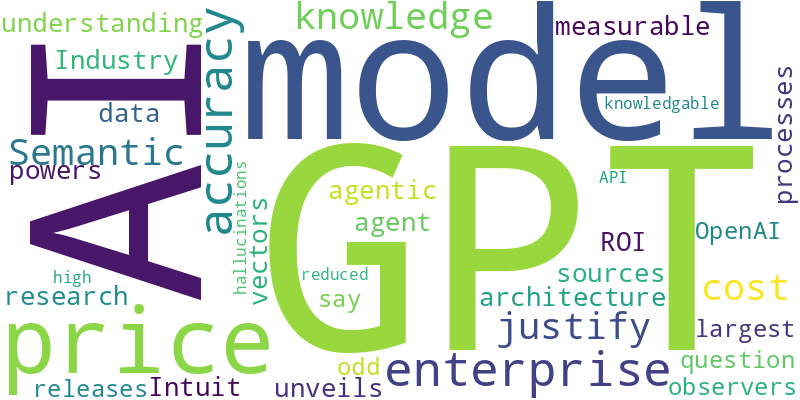 understanding
knowledge
model
measurable
Industry
AI
accuracy
data
knowledgable
processes
Semantic
powers
GPT
hallucinations
agentic
API
vectors
agent
OpenAI
ROI
high
reduced
sources
research
say
architecture
cost
price
justify
largest
odd
enterprise
question
releases
Intuit
unveils
observers